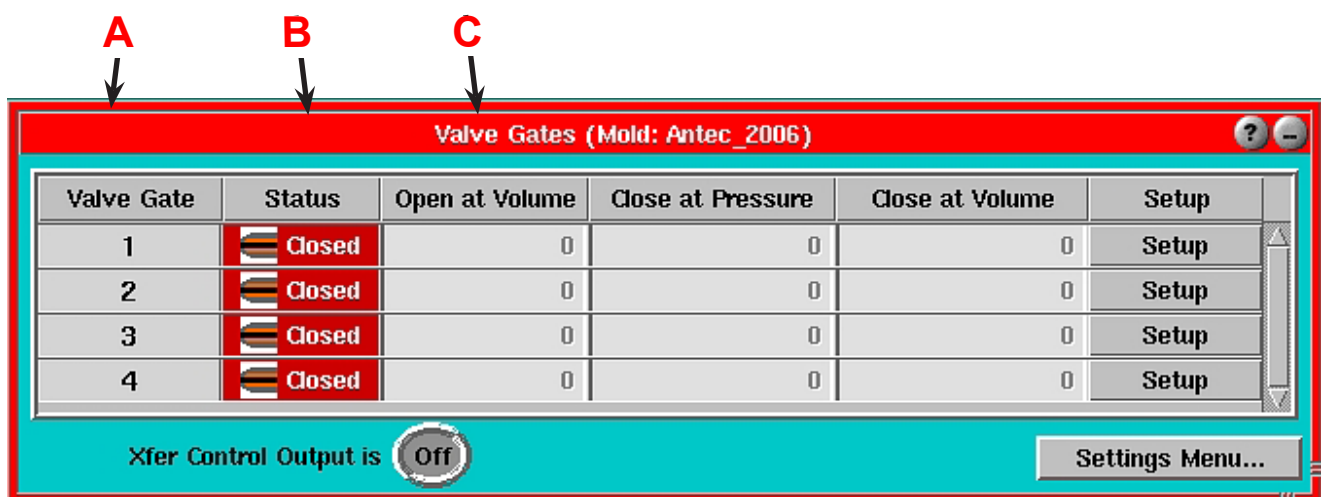 A B C
Valve Gates (Mold: Antec_2006) ? -
Valve Gate Status Open at Volume Close at Pressure Close at Volume Setup
1 Closed 0 0 0 Setup
2 Closed 0 0 0 Setup
3 Closed 0 0 0 Setup
4 Closed 0 0 0 Setup
Xfer Control Output is Off Settings Menu...